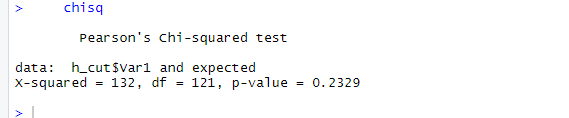 > chisq
Pearson's Chi-squared test
data: h_cut$Var1 and expected
X-squared = 132, df = 121, p-value = 0.2329
>